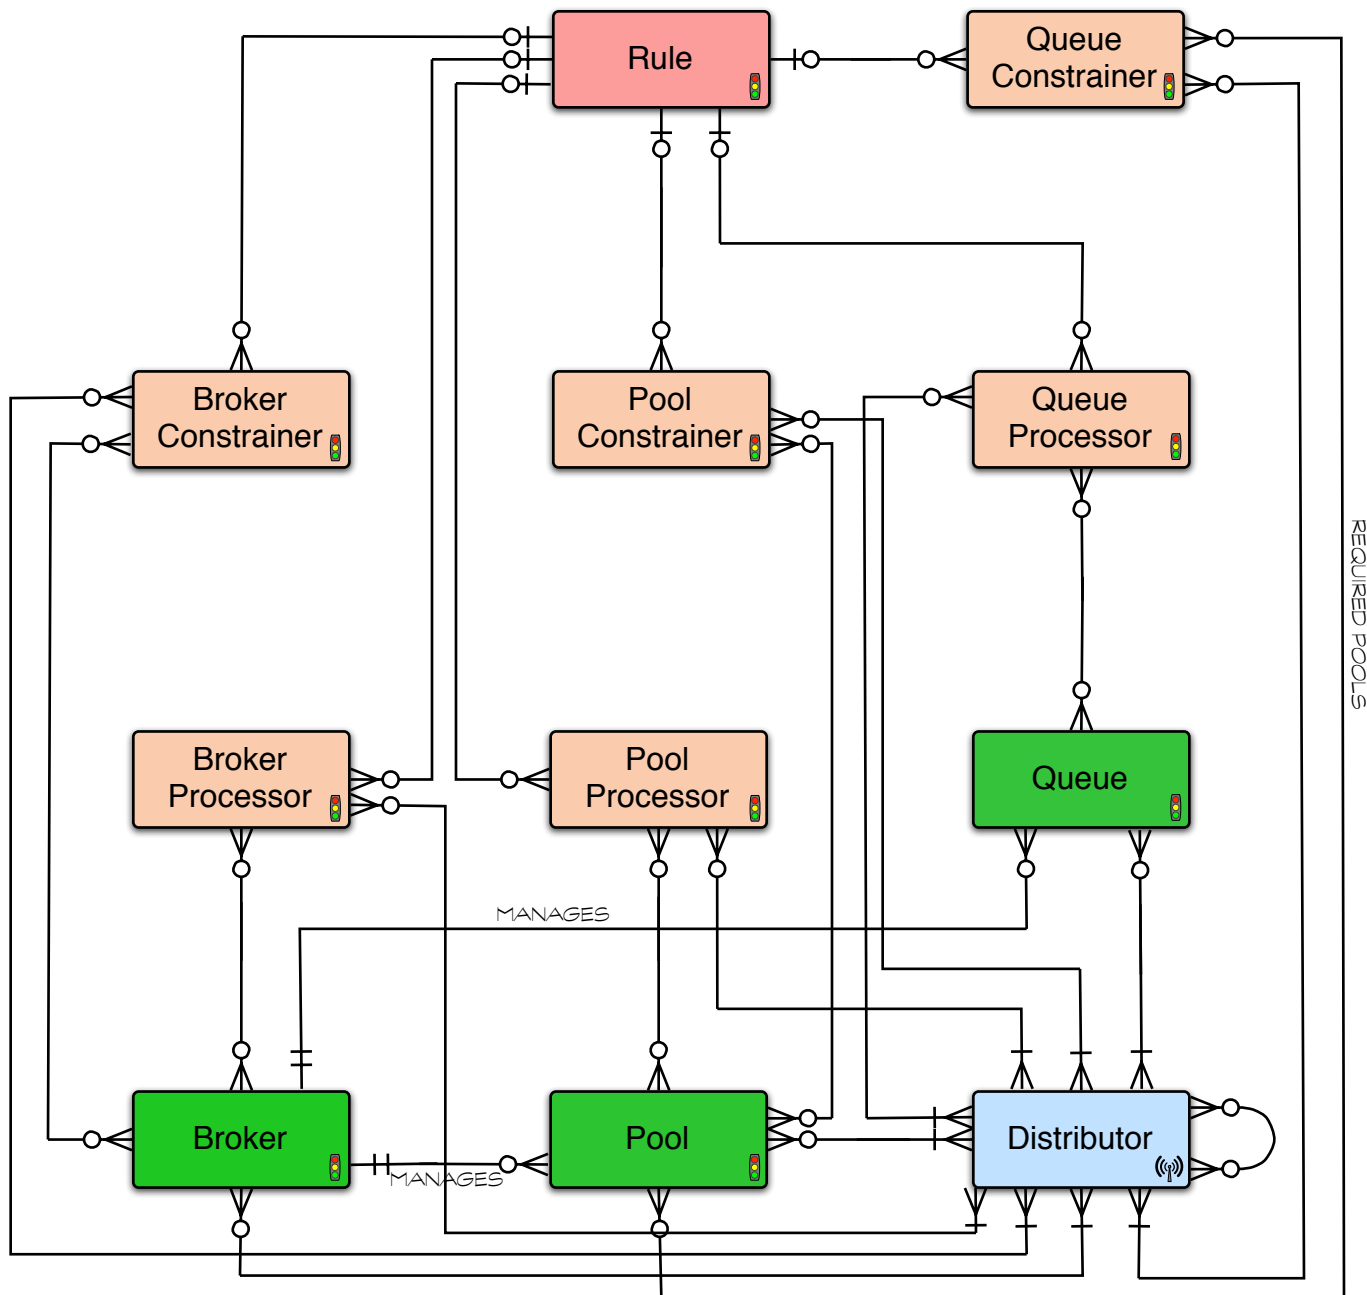 Rule
Queue
Constrainer
Broker
Constrainer
Pool
Constrainer
Queue
Processor
REQUIRED POOLS
Broker
Processor
Pool
Processor
Queue
MANAGES
Broker
Pool
Distributor
MANAGES